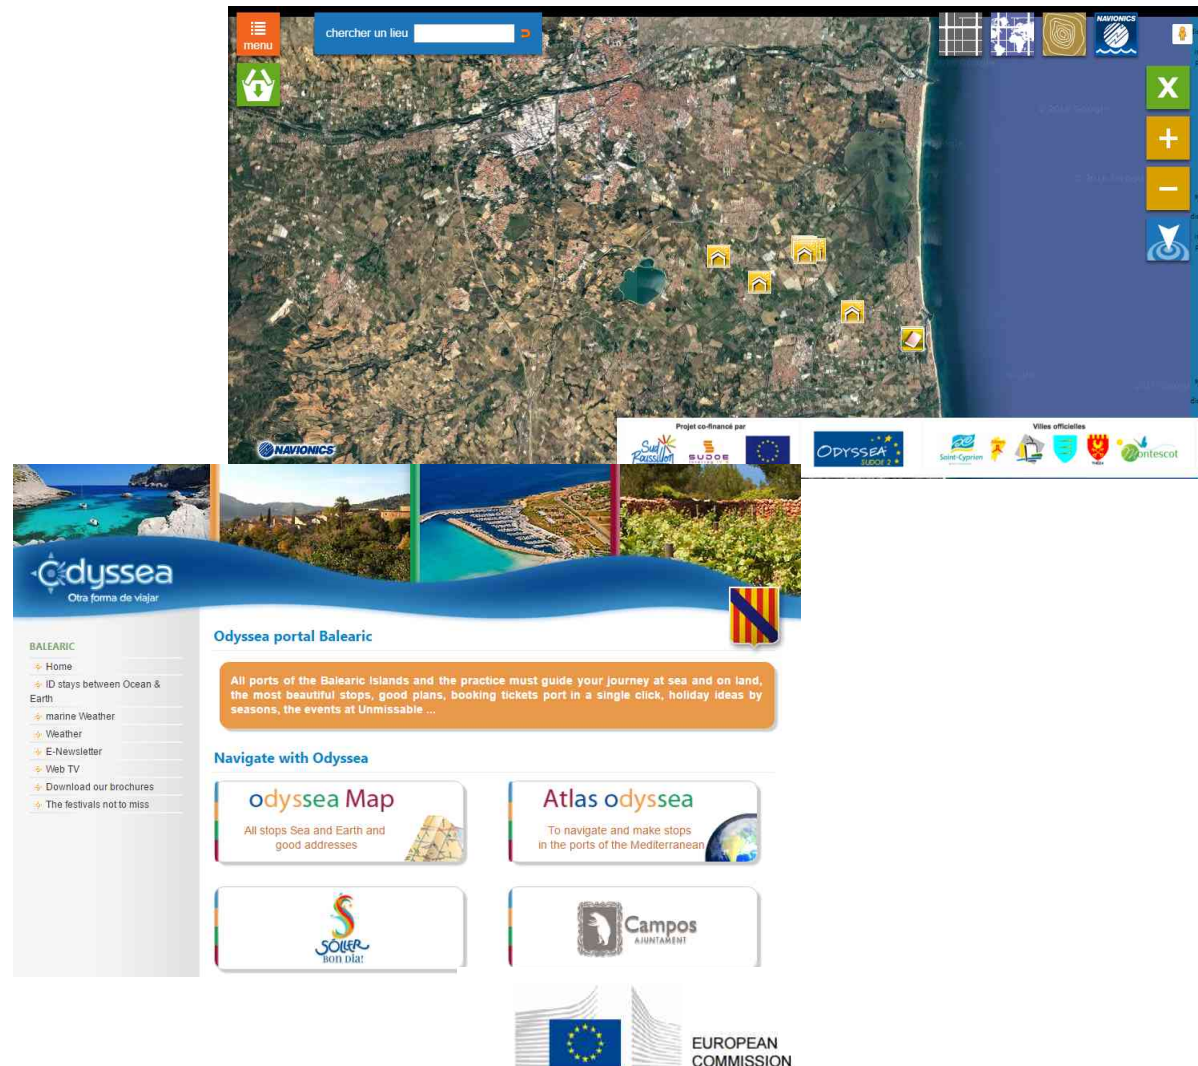 menu
chercher un lieu
NAVIONICS
NAVIONICS
Projet co-financé par
Sud
Roussillon
SUDOE
ODYSSEA
SUDOE 2
Villes officielles
Saint-Cyprien
THEZA
Montescot
Odyssea
Otra forma de viajar
BALEARIC
Home
ID stays between Ocean &
Earth
marine Weather
Weather
E-Newsletter
Web TV
Download our brochures
The festivals not to miss
Odyssea portal Balearic
All ports of the Balearic Islands and the practice must guide your journey at sea and on land,
the most beautiful stops, good plans, booking tickets port in a single click, holiday ideas by
seasons, the events at Unmissable ...
Navigate with Odyssea
odyssea Map
All stops Sea and Earth and
good addresses
Atlas odyssea
To navigate and make stops
in the ports of the Mediterranean
SÓLLER
BON DIA!
Campos
AJUNTAMENT
EUROPEAN
COMMISSION